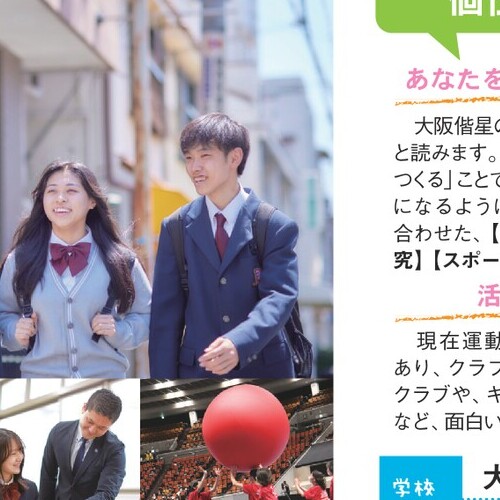 個性
あなたを
大阪偕星の
と読みます。
つくる」ことで
になるように
合わせた、【
究】【スポー
活
現在運動
あり、クラブ
クラブや、キ
など、面白い
学校
大